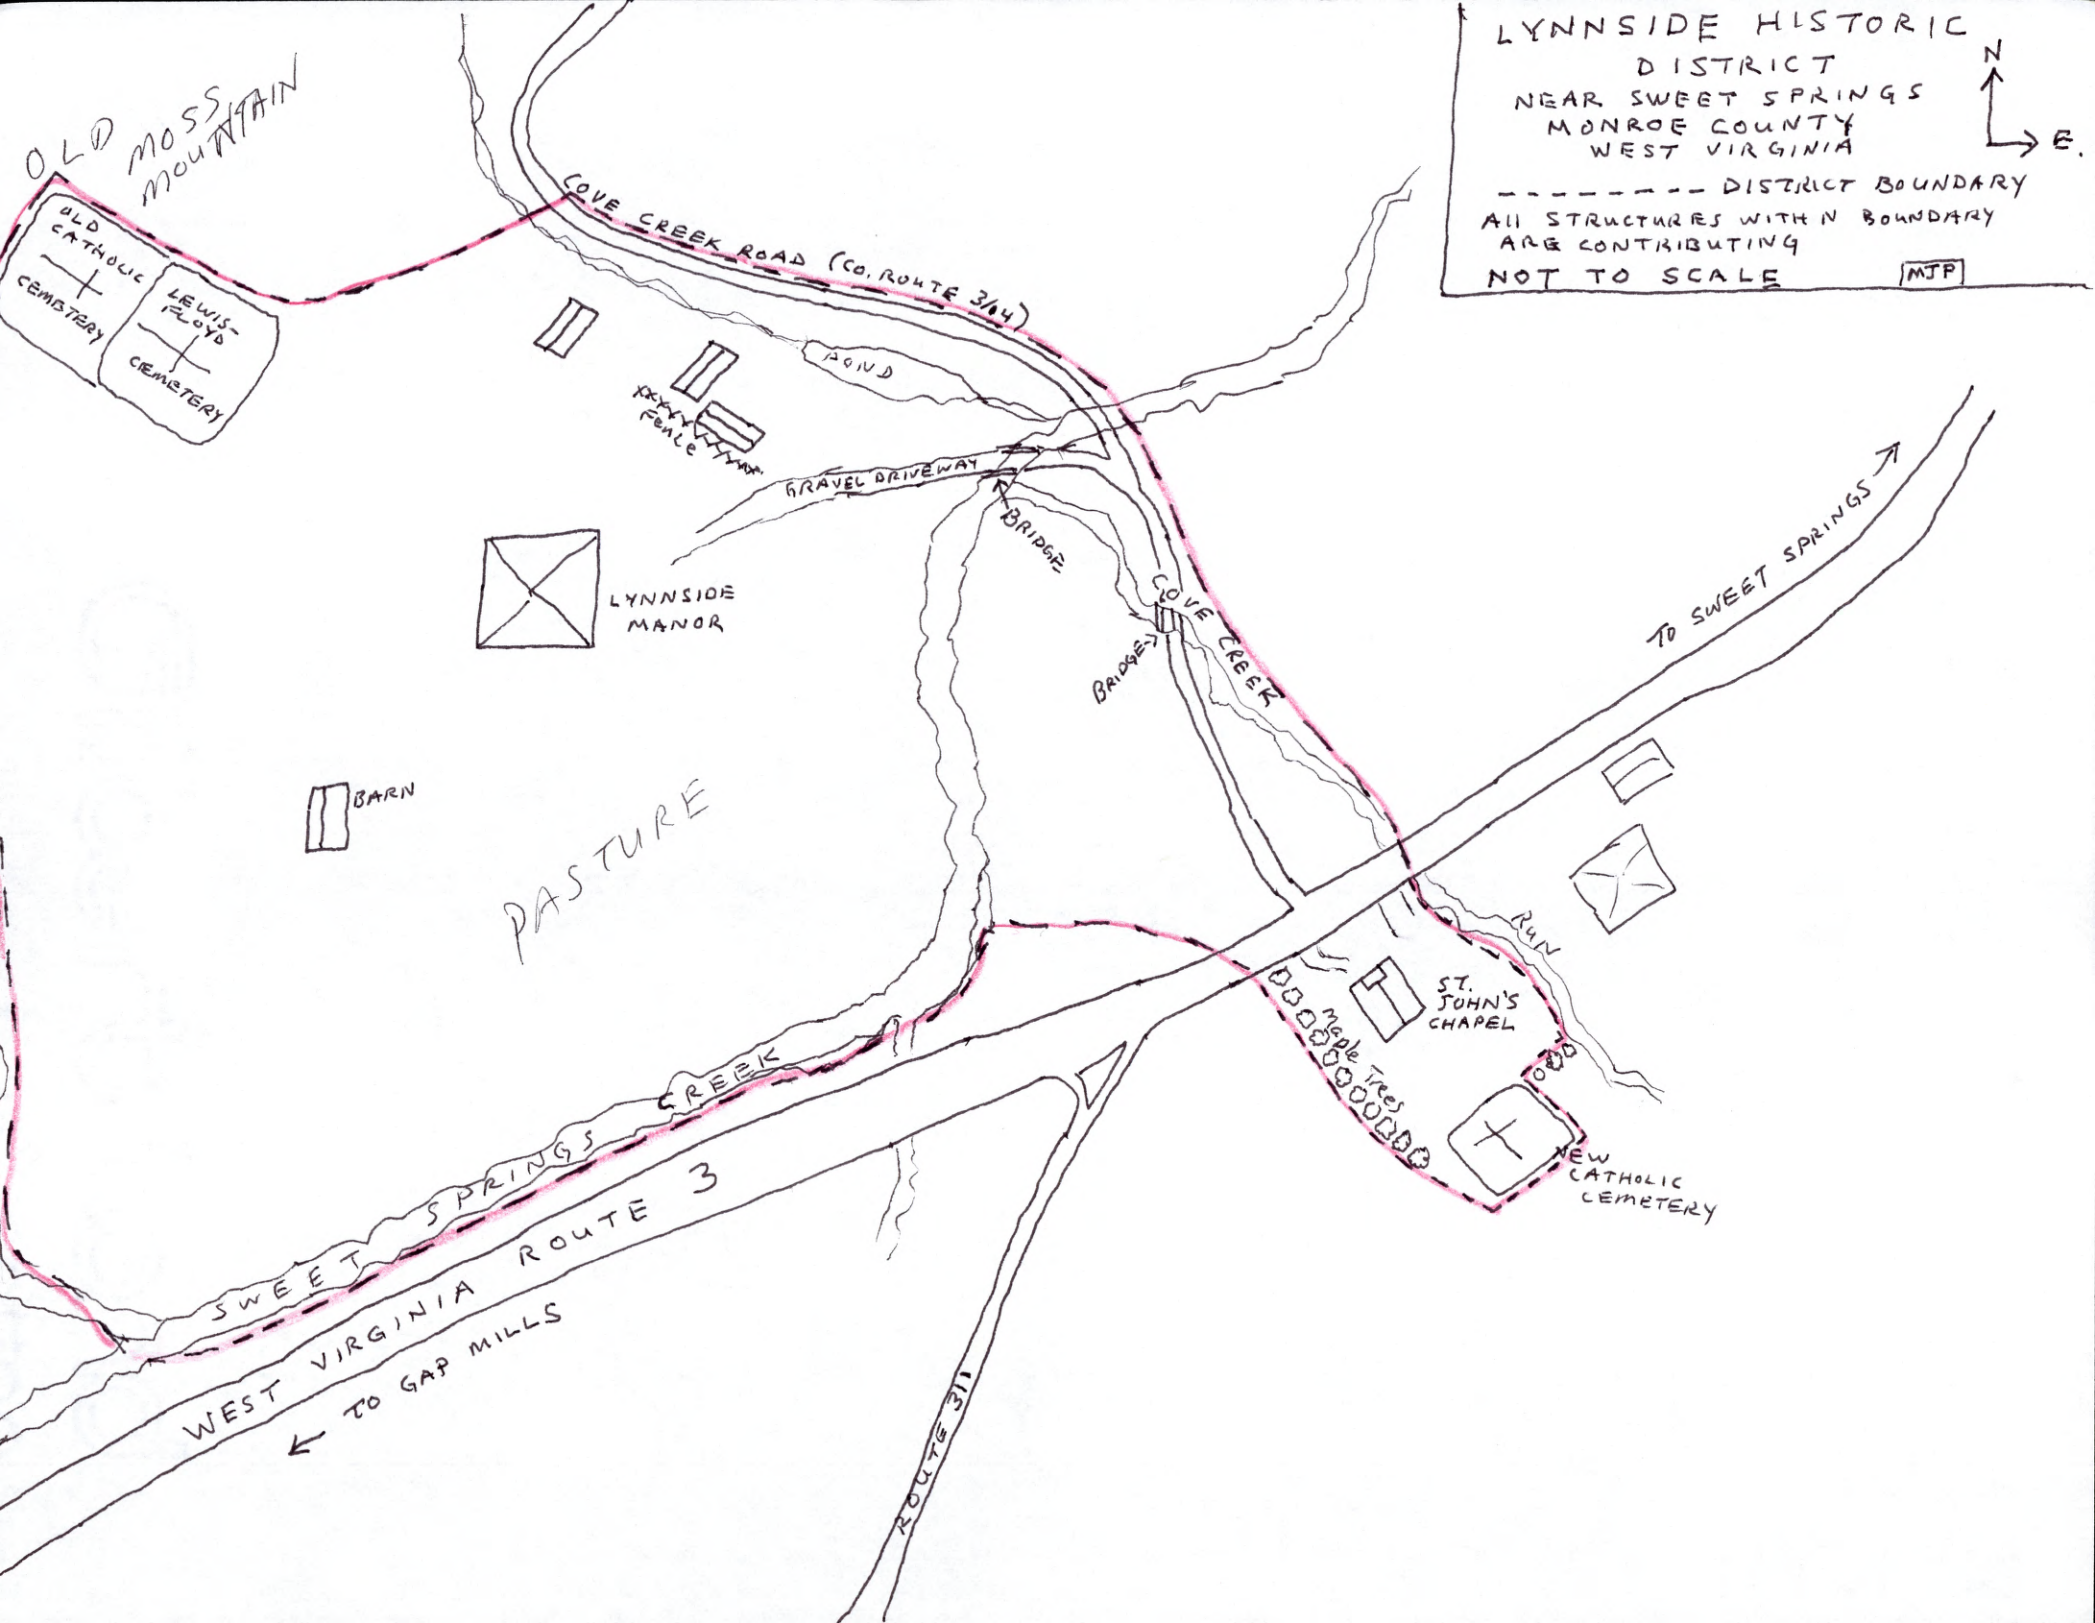 LYNNSIDE HISTORIC
DISTRICT
NEAR SWEET SPRINGS
MONROE COUNTY
WEST VIRGINIA
N
E.
DISTRICT BOUNDARY
All STRUCTURES WITH N BOUNDARY
ARE CONTRIBUTING
NOT TO SCALE
MJP
OLD
MOSS
MOUNTAIN
OLD
CATHOLIC
CEMETERY
LEWIS-
FLOYD
CEMETERY
COVE CREEK ROAD (CO. ROUTE 3/04)
POND
FENCE
GRAVEL DRIVEWAY
BRIDGE
LYNNSIDE
MANOR
COVE CREEK
BRIDGE
TO SWEET SPRINGS
BARN
PASTURE
RUN
ST.
JOHN'S
CHAPEL
Maple Trees
NEW
CATHOLIC
CEMETERY
SWEET SPRINGS CREEK
WEST VIRGINIA ROUTE 3
TO GAP MILLS
ROUTE 311